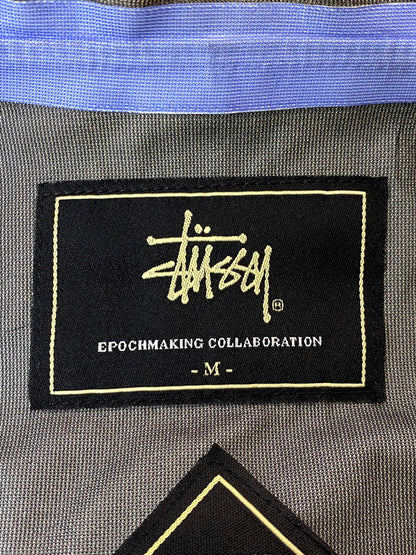 Stüssy®
EPOCHMAKING COLLABORATION
- M -